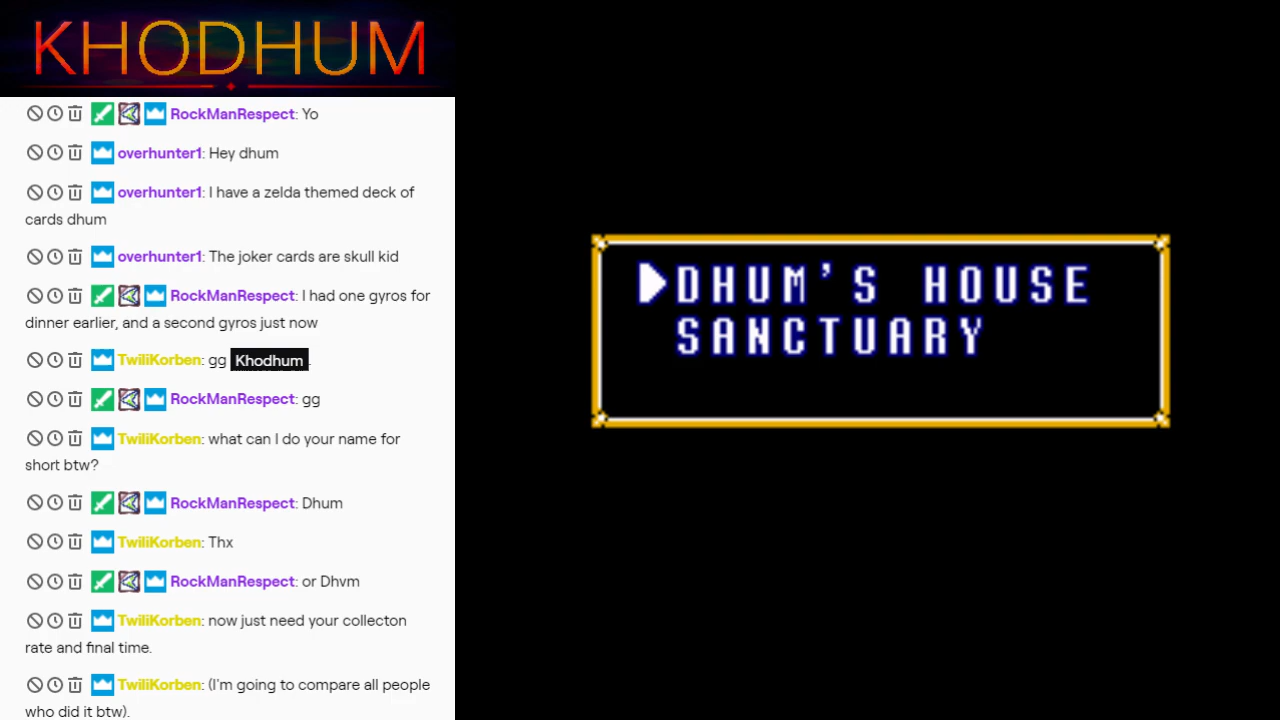 KHODHUM
RockManRespect: Yo
overhunter1: Hey dhum
overhunter1: I have a zelda themed deck of
cards dhum
overhunter1: The joker cards are skull kid
RockManRespect: I had one gyros for
dinner earlier, and a second gyros just now
TwiliKorben: gg Khodhum.
RockManRespect: gg
TwiliKorben: what can I do your name for
short btw?
RockManRespect: Dhum
TwiliKorben: Thx
RockManRespect: or Dhvm
TwiliKorben: now just need your collecton
rate and final time.
TwiliKorben: (I'm going to compare all people
who did it btw).
DHUM'S HOUSE
SANCTUARY